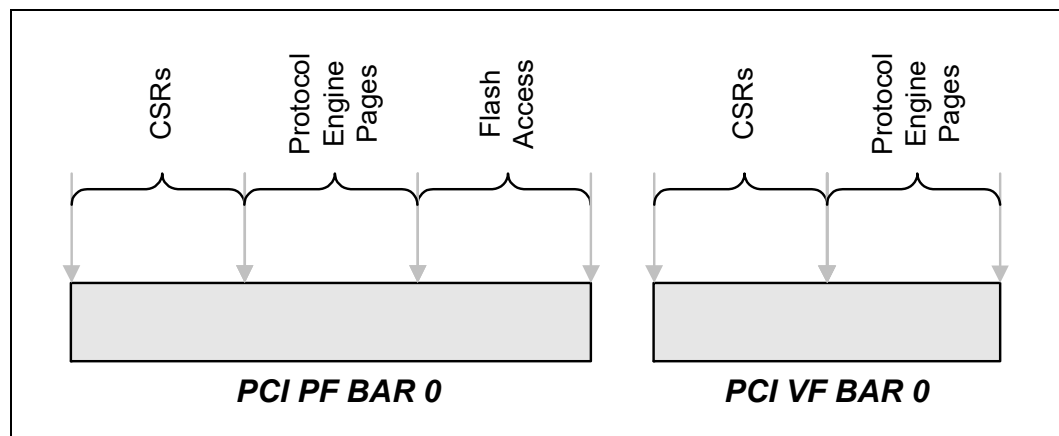 CSRs
Protocol
Engine
Pages
Flash
Access
CSRs
Protocol
Engine
Pages
PCI PF BAR 0
PCI VF BAR 0